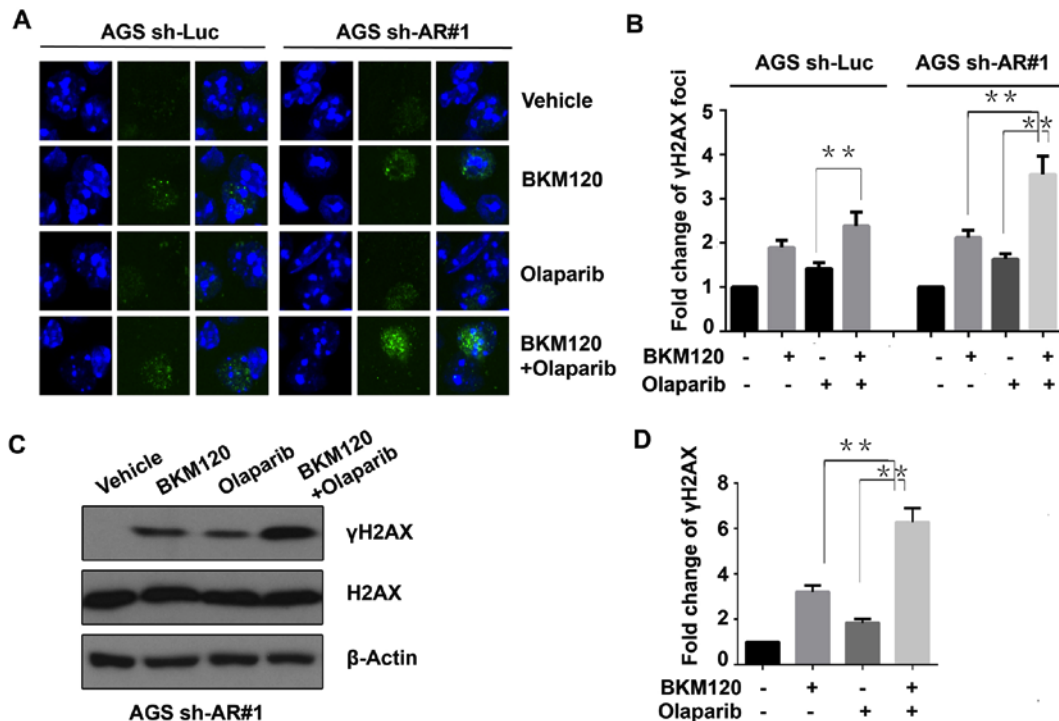 A
AGS sh-Luc AGS sh-AR#1
Vehicle
BKM120
Olaparib
BKM120
+Olaparib
B
AGS sh-Luc AGS sh-AR#1
Fold change of γH2AX foci
5
4
3
2
1
0
** ** **
BKM120 - + - + - + - +
Olaparib - - + + - - + +
C
Vehicle BKM120 Olaparib BKM120
+Olaparib
γH2AX
H2AX
β-Actin
AGS sh-AR#1
D
Fold change of γH2AX
8
6
4
2
0
** **
BKM120 - + - +
Olaparib - - + +